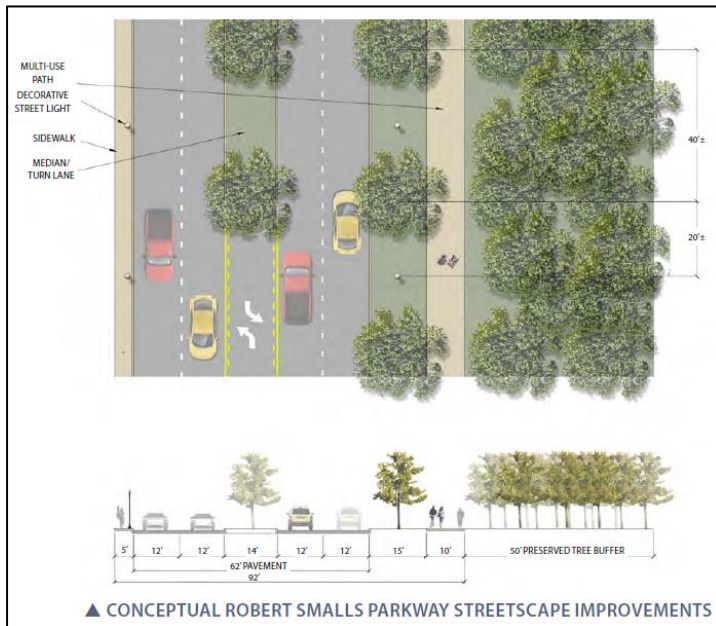 MULTI-USE
PATH
DECORATIVE
STREET LIGHT
SIDEWALK
MEDIAN/
TURN LANE
40'±
20'±
5' 12' 12' 14' 12' 12' 15' 10' 50' PRESERVED TREE BUFFER
62' PAVEMENT
92'
▲ CONCEPTUAL ROBERT SMALLS PARKWAY STREETSCAPE IMPROVEMENTS